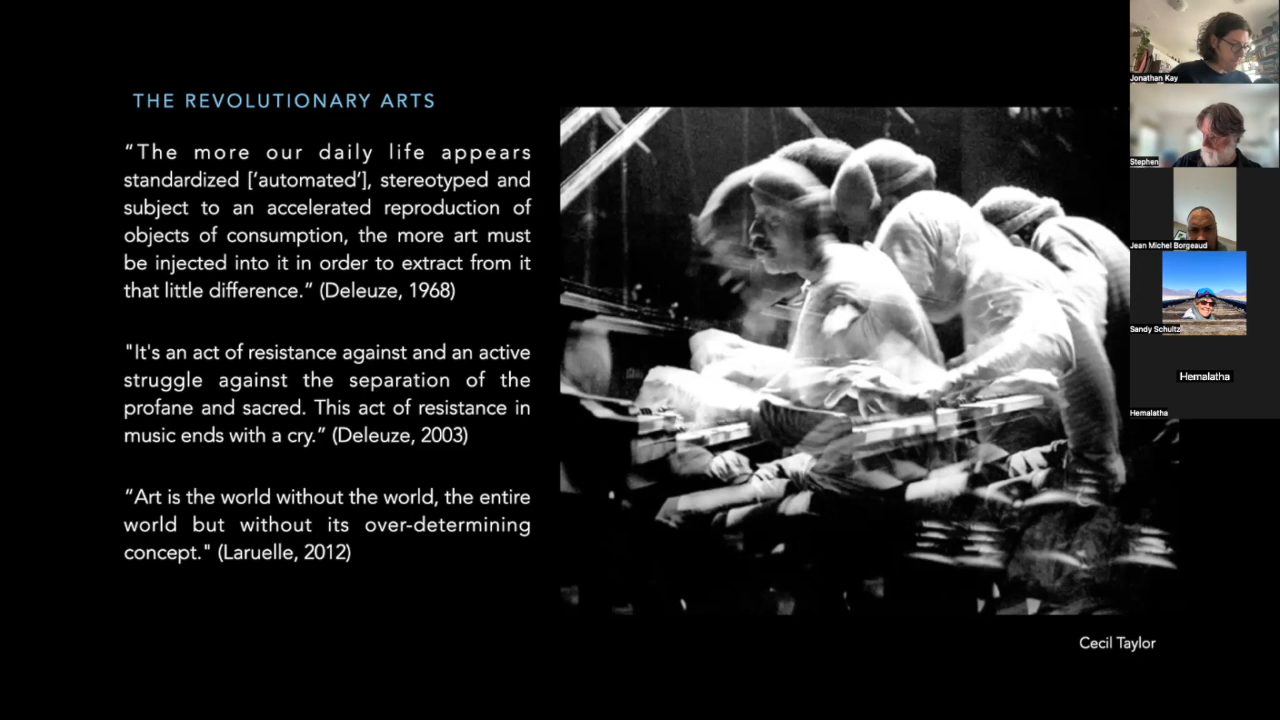 THE REVOLUTIONARY ARTS
“The more our daily life appears
standardized [‘automated’], stereotyped and
subject to an accelerated reproduction of
objects of consumption, the more art must
be injected into it in order to extract from it
that little difference.” (Deleuze, 1968)
"It's an act of resistance against and an active
struggle against the separation of the
profane and sacred. This act of resistance in
music ends with a cry.” (Deleuze, 2003)
“Art is the world without the world, the entire
world but without its over-determining
concept." (Laruelle, 2012)
Cecil Taylor
Jonathan Kay
Stephen
Jean Michel Borgeaud
Sandy Schultz
Hemalatha
Hemalatha